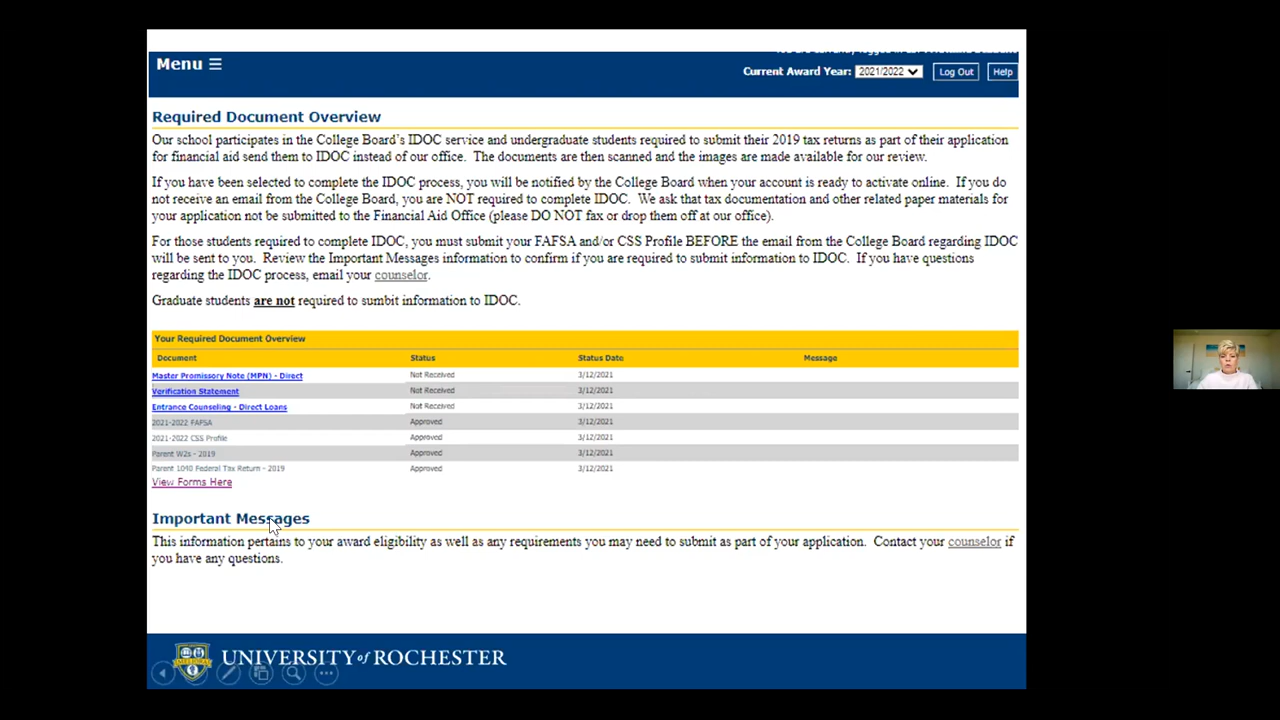 Menu ☰
Current Award Year: 2021/2022 Log Out Help
Required Document Overview
Our school participates in the College Board's IDOC service and undergraduate students required to submit their 2019 tax returns as part of their application
for financial aid send them to IDOC instead of our office. The documents are then scanned and the images are made available for our review.
If you have been selected to complete the IDOC process, you will be notified by the College Board when your account is ready to activate online. If you do
not receive an email from the College Board, you are NOT required to complete IDOC. We ask that tax documentation and other related paper materials for
your application not be submitted to the Financial Aid Office (please DO NOT fax or drop them off at our office).
For those students required to complete IDOC, you must submit your FAFSA and/or CSS Profile BEFORE the email from the College Board regarding IDOC
will be sent to you. Review the Important Messages information to confirm if you are required to submit information to IDOC. If you have questions
regarding the IDOC process, email your counselor.
Graduate students are not required to sumbit information to IDOC.
Your Required Document Overview
Document Status Status Date Message
Master Promissory Note (MPN) - Direct Not Received 3/12/2021
Verification Statement Not Received 3/12/2021
Entrance Counseling - Direct Loans Not Received 3/12/2021
2021-2022 FAFSA Approved 3/12/2021
2021-2022 CSS Profile Approved 3/12/2021
Parent W2s - 2019 Approved 3/12/2021
Parent 1040 Federal Tax Return - 2019 Approved 3/12/2021
View Forms Here
Important Messages
This information pertains to your award eligibility as well as any requirements you may need to submit as part of your application. Contact your counselor if
you have any questions.
UNIVERSITY of ROCHESTER